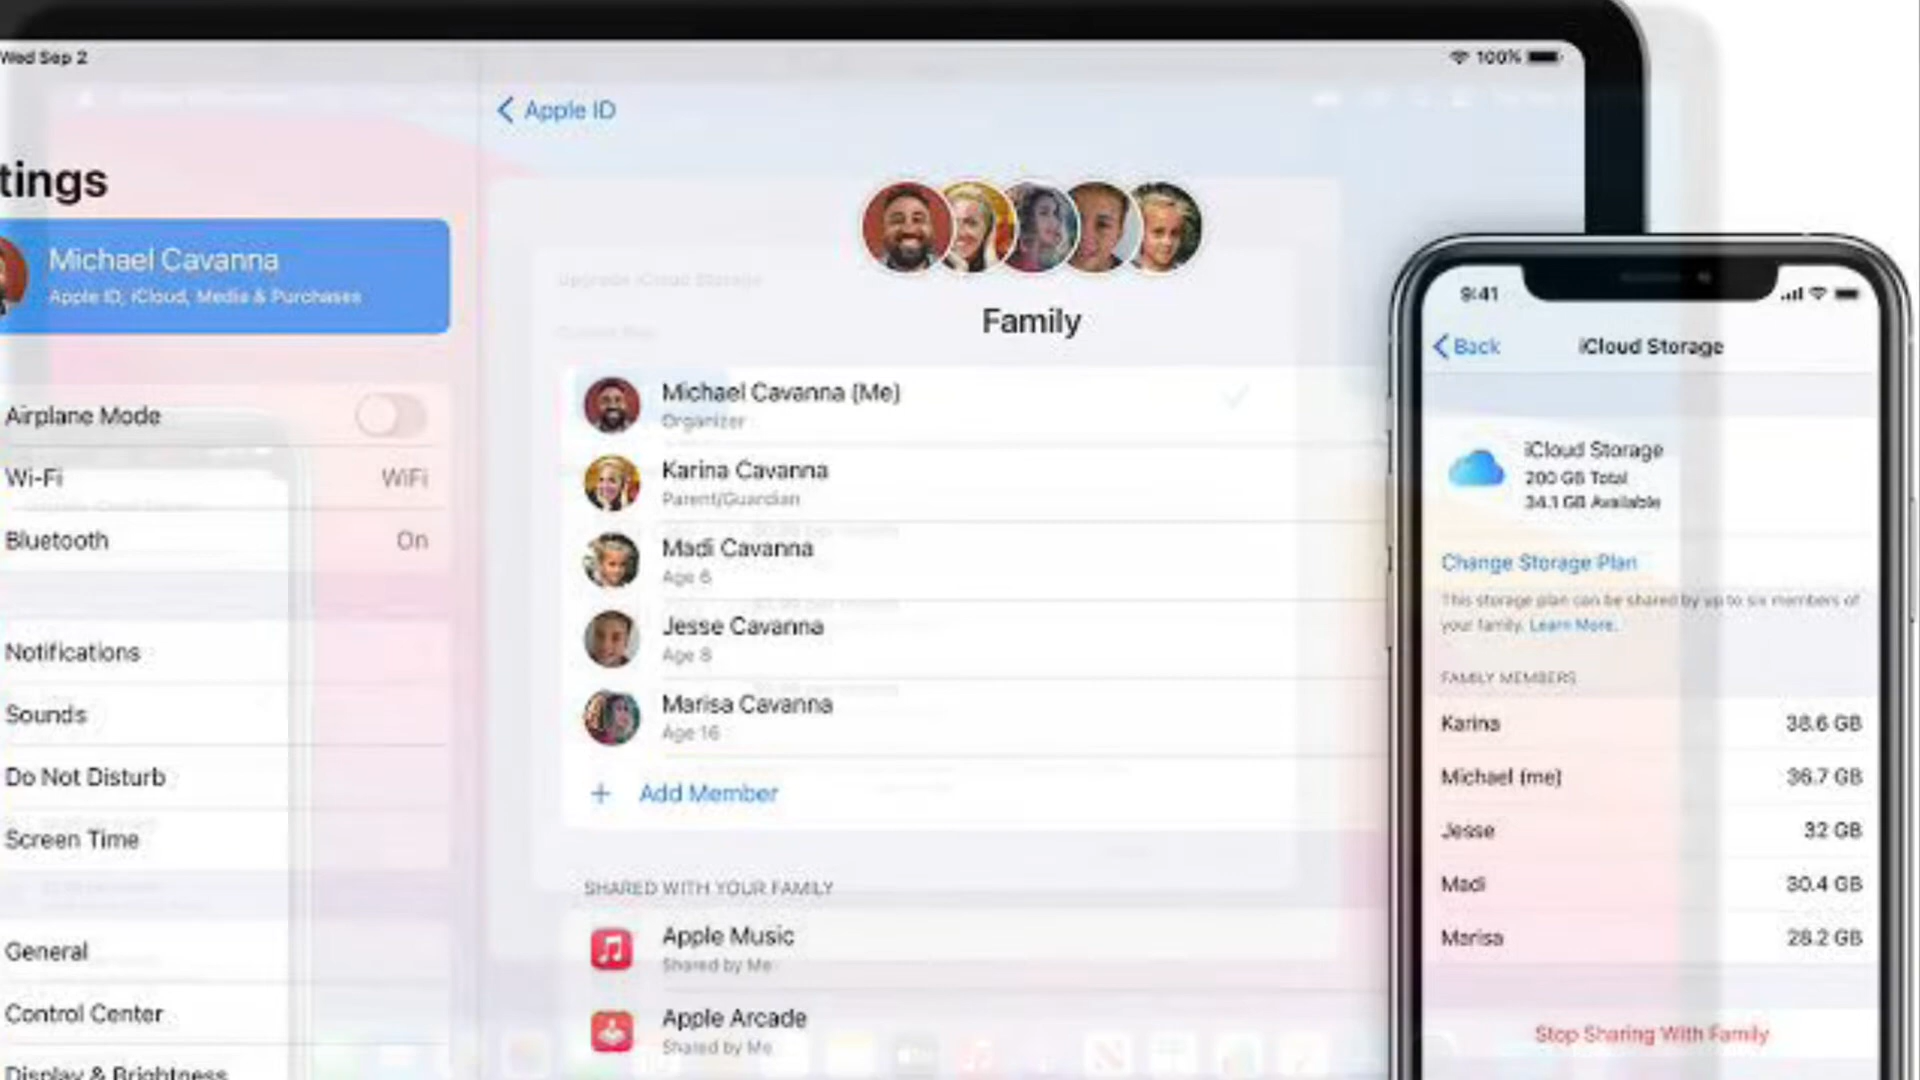 Wed Sep 2
100%
tings
Michael Cavanna
Apple ID, iCloud, Media & Purchases
Airplane Mode
Wi-Fi
WiFi
Bluetooth
On
Notifications
Sounds
Do Not Disturb
Screen Time
General
Control Center
Display & Brightness
Apple ID
Upgrade iCloud Storage
Family
Michael Cavanna (Me)
Organizer
Karina Cavanna
Parent/Guardian
Madi Cavanna
Age 6
Jesse Cavanna
Age 8
Marisa Cavanna
Age 16
+ Add Member
SHARED WITH YOUR FAMILY
Apple Music
Shared by Me
Apple Arcade
Shared by Me
9:41
Back
iCloud Storage
iCloud Storage
200 GB Total
34.1 GB Available
Change Storage Plan
This storage plan can be shared by up to six members of
your family. Learn More.
FAMILY MEMBERS
Karina 38.6 GB
Michael (me) 36.7 GB
Jesse 32 GB
Madi 30.4 GB
Marisa 28.2 GB
Stop Sharing With Family